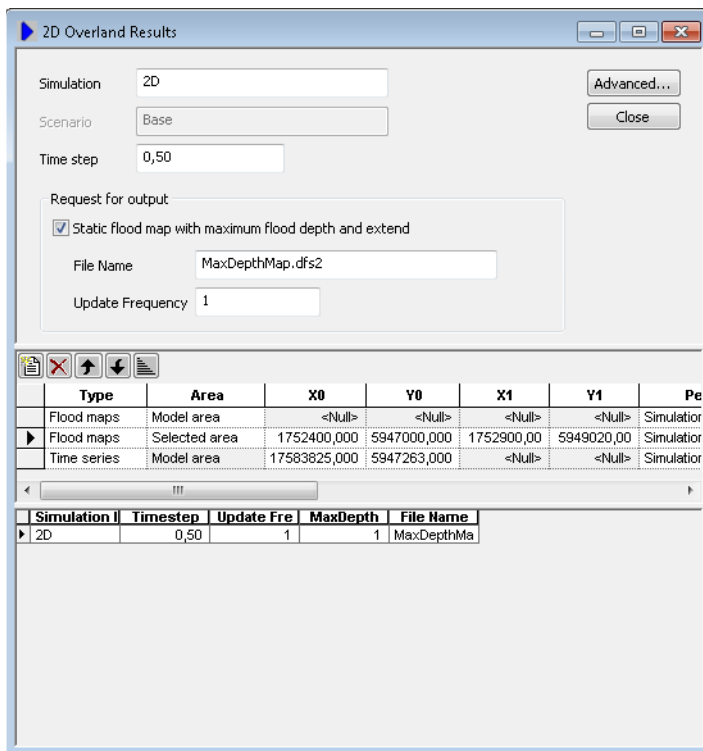 2D Overland Results
Simulation 2D
Advanced...
Scenario Base
Close
Time step 0,50
Request for output
Static flood map with maximum flood depth and extend
File Name MaxDepthMap.dfs2
Update Frequency 1
Type Area X0 Y0 X1 Y1 Pe
Flood maps Model area <Null> <Null> <Null> <Null> Simulation
Flood maps Selected area 1752400,000 5947000,000 1752900,00 5949020,00 Simulation
Time series Model area 17583825,000 5947263,000 <Null> <Null> Simulation
Simulation I Timestep Update Fre MaxDepth File Name
2D 0,50 1 1 MaxDepthMa